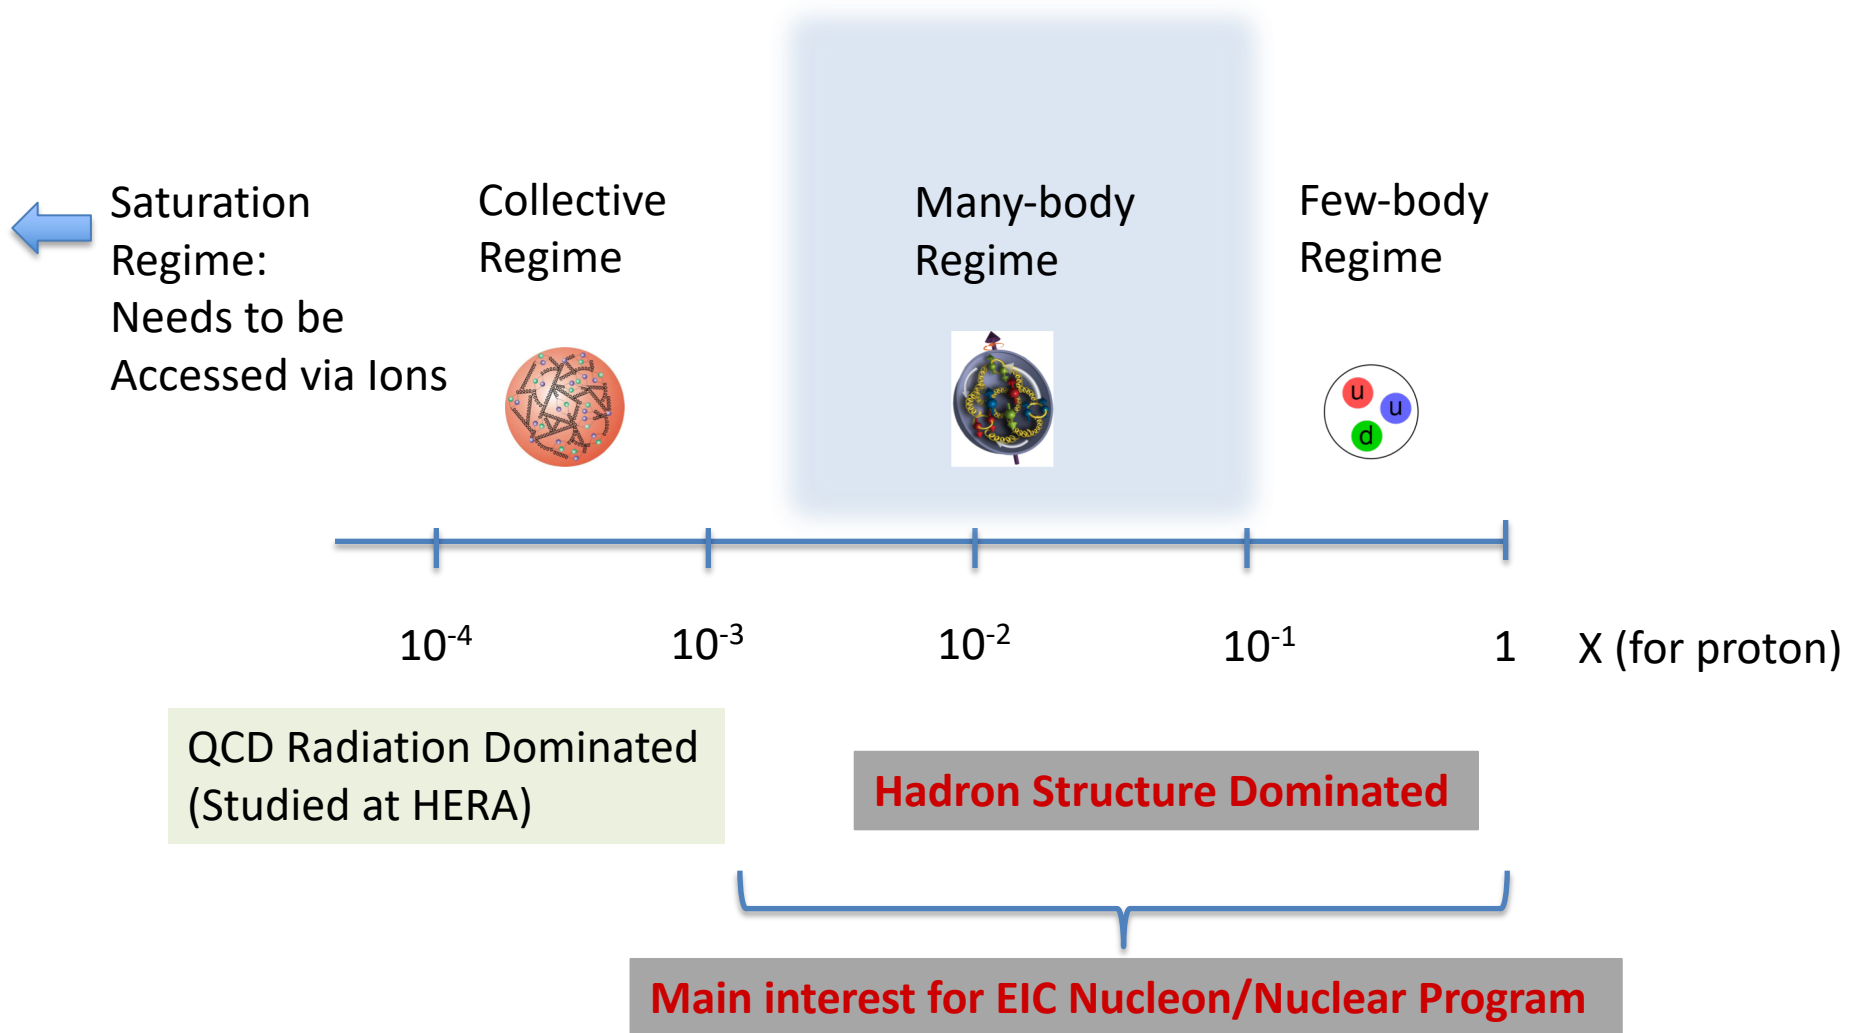 Saturation
Regime:
Needs to be
Accessed via Ions
Collective
Regime
Many-body
Regime
Few-body
Regime
u
u
d
10⁻⁴
10⁻³
10⁻²
10⁻¹
1
X (for proton)
QCD Radiation Dominated
(Studied at HERA)
Hadron Structure Dominated
Main interest for EIC Nucleon/Nuclear Program